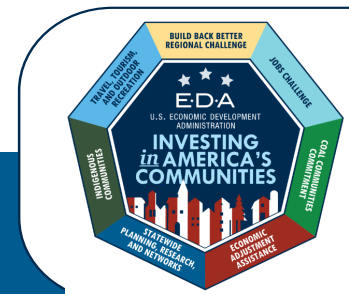 BUILD BACK BETTER
REGIONAL CHALLENGE
JOBS CHALLENGE
COAL COMMUNITIES
COMMITMENT
ECONOMIC
ADJUSTMENT
ASSISTANCE
STATEWIDE
PLANNING, RESEARCH,
AND NETWORKS
INDIGENOUS
COMMUNITIES
TRAVEL, TOURISM,
AND OUTDOOR
RECREATION
E·D·A
U.S. ECONOMIC DEVELOPMENT
ADMINISTRATION
INVESTING
in AMERICA'S
COMMUNITIES